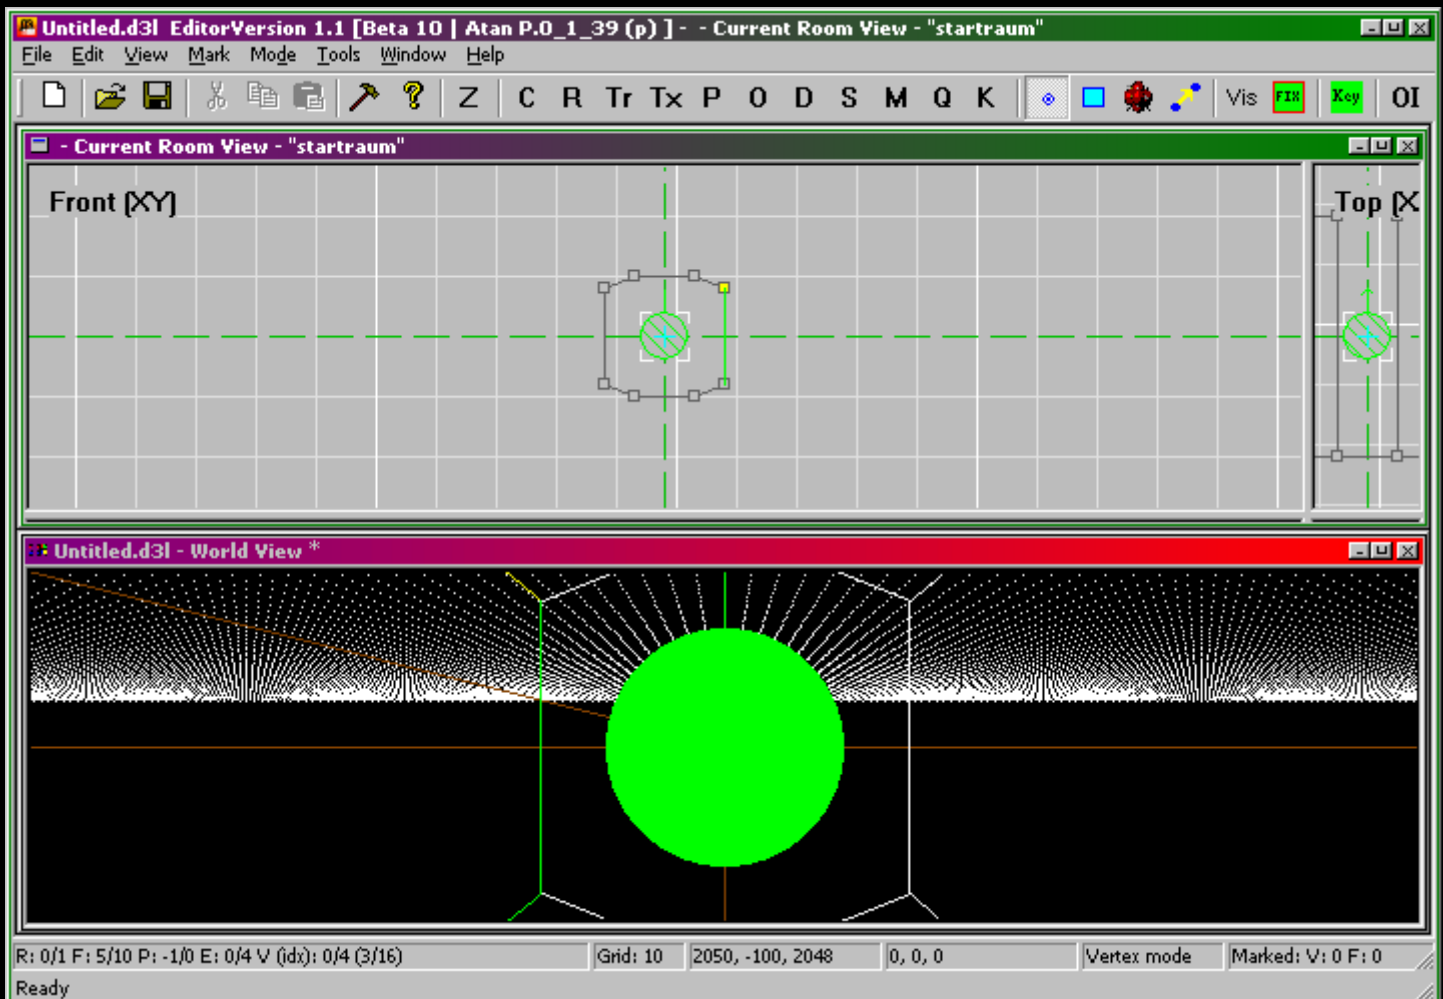 Untitled.d3l EditorVersion 1.1 [Beta 10 | Atan P.0_1_39 (p) ] - - Current Room View - "startraum"
File Edit View Mark Mode Tools Window Help
Z C R Tr Tx P O D S M Q K Vis FIX Key OI
- Current Room View - "startraum"
Front (XY) Top (X
Untitled.d3l - World View *
R: 0/1 F: 5/10 P: -1/0 E: 0/4 V (idx): 0/4 (3/16) Grid: 10 2050, -100, 2048 0, 0, 0 Vertex mode Marked: V: 0 F: 0
Ready